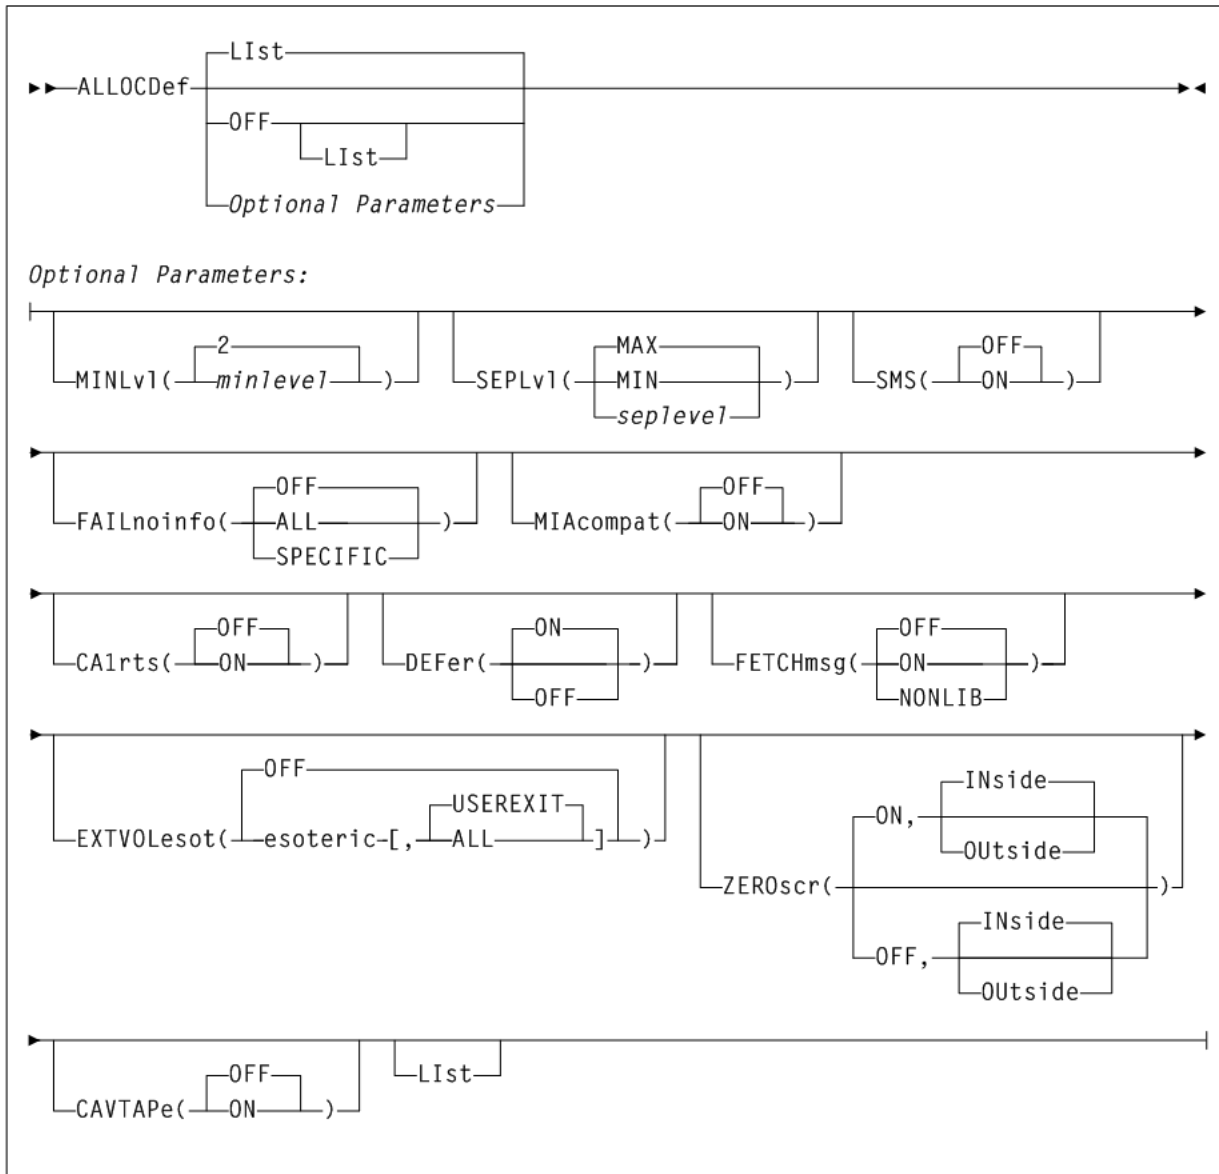 LIst
ALLOCDef
OFF
LIst
Optional Parameters
Optional Parameters:
2
MINLvl( minlevel )
MAX
SEPLvl( MIN )
seplevel
OFF
SMS( ON )
OFF
FAILnoinfo( ALL )
SPECIFIC
OFF
MIAcompat( ON )
OFF
CA1rts( ON )
ON
DEFer( )
OFF
OFF
FETCHmsg( ON )
NONLIB
OFF
USEREXIT
EXTVOLesot( esoteric [, ALL ] )
INside
ON,
OUtside
ZEROscr( )
INside
OFF,
OUtside
OFF
CAVTAPe( ON )
LIst